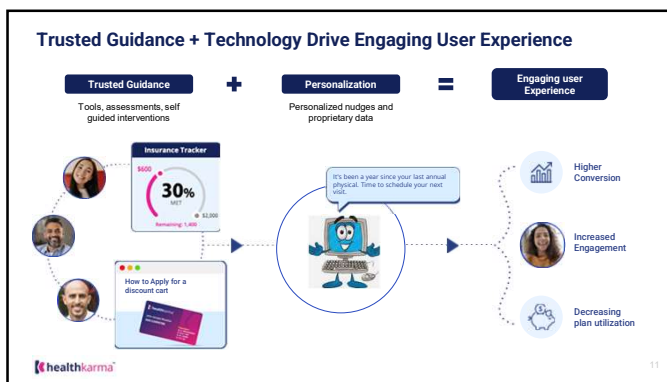 Trusted Guidance + Technology Drive Engaging User Experience
Trusted Guidance
+
Personalization
=
Engaging user
Experience
Tools, assessments, self
guided interventions
Personalized nudges and
proprietary data
Insurance Tracker
$600
30%
MET
$2,000
Remaining: 1,400
How to Apply for a
discount cart
healthkarma
It's been a year since your last annual
physical. Time to schedule your next
visit.
Higher
Conversion
Increased
Engagement
Decreasing
plan utilization
healthkarma
11